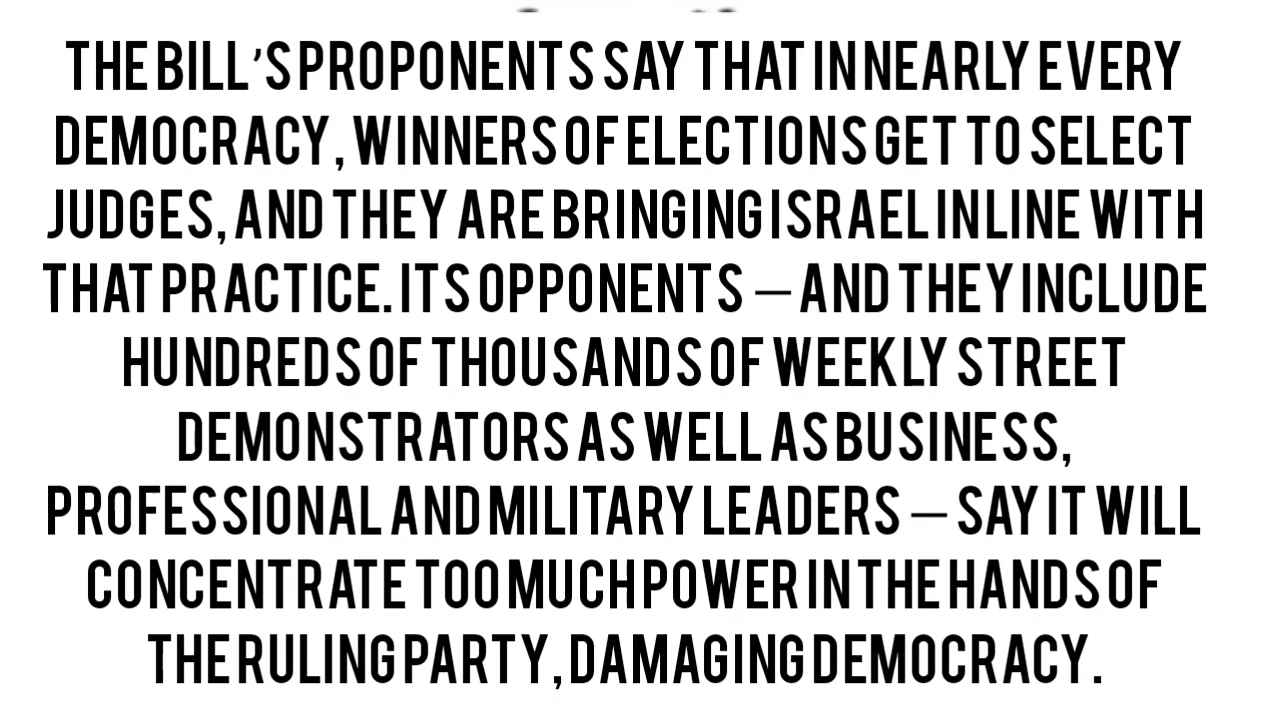 THE BILL'S PROPONENTS SAY THAT IN NEARLY EVERY
DEMOCRACY, WINNERS OF ELECTIONS GET TO SELECT
JUDGES, AND THEY ARE BRINGING ISRAEL IN LINE WITH
THAT PRACTICE. ITS OPPONENTS — AND THEY INCLUDE
HUNDREDS OF THOUSANDS OF WEEKLY STREET
DEMONSTRATORS AS WELL AS BUSINESS,
PROFESSIONAL AND MILITARY LEADERS — SAY IT WILL
CONCENTRATE TOO MUCH POWER IN THE HANDS OF
THE RULING PARTY, DAMAGING DEMOCRACY.